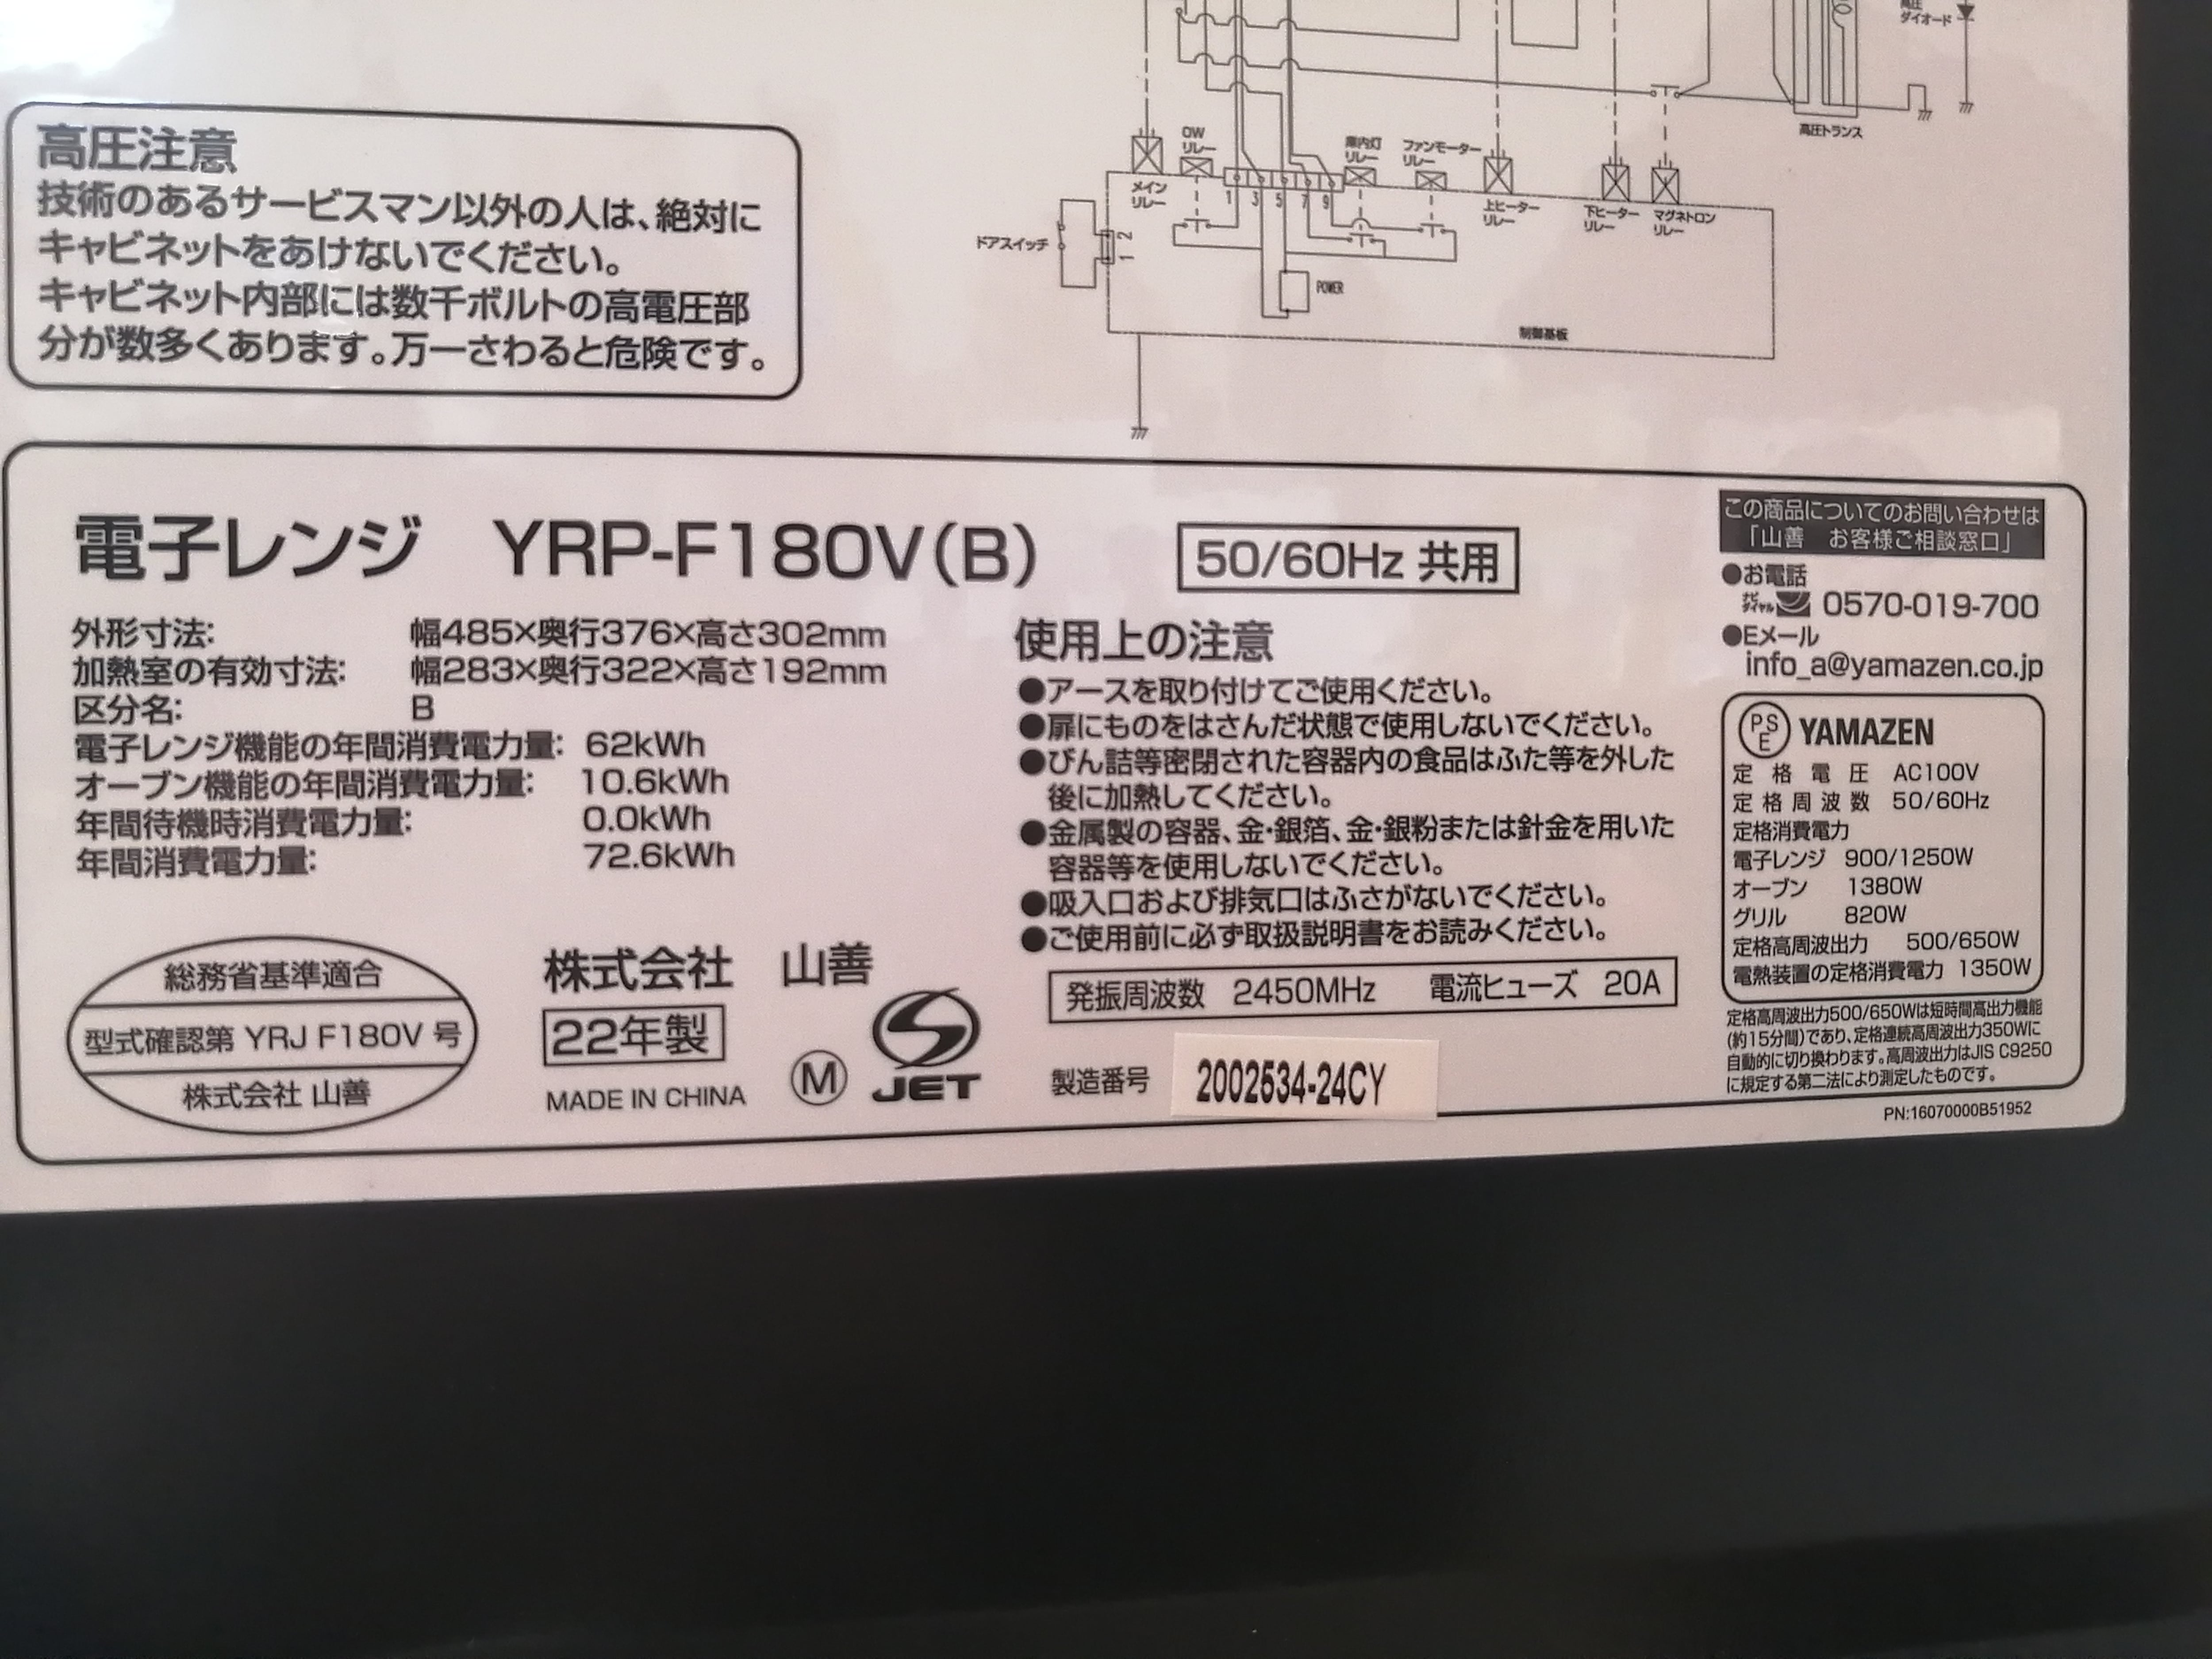 ダイオード
高圧トランス
OW
リレー
庫内灯
リレー
ファンモーター
リレー
メイン
リレー
1 3 5 7 9
上ヒーター
リレー
下ヒーター
リレー
マグネトロン
リレー
ドアスイッチ
2
1
POWER
制御基板
高圧注意
技術のあるサービスマン以外の人は、絶対に
キャビネットをあけないでください。
キャビネット内部には数千ボルトの高電圧部
分が数多くあります。万一さわると危険です。
電子レンジ YRP-F180V(B)
50/60Hz 共用
外形寸法: 幅485×奥行376×高さ302mm
加熱室の有効寸法: 幅283×奥行322×高さ192mm
区分名: B
電子レンジ機能の年間消費電力量: 62kWh
オーブン機能の年間消費電力量: 10.6kWh
年間待機時消費電力量: 0.0kWh
年間消費電力量: 72.6kWh
総務省基準適合
型式確認第 YRJ F180V 号
株式会社 山善
株式会社 山善
22年製
MADE IN CHINA
M
JET
使用上の注意
●アースを取り付けてご使用ください。
●扉にものをはさんだ状態で使用しないでください。
●びん詰等密閉された容器内の食品はふた等を外した
後に加熱してください。
●金属製の容器、金・銀箔、金・銀粉または針金を用いた
容器等を使用しないでください。
●吸入口および排気口はふさがないでください。
●ご使用前に必ず取扱説明書をお読みください。
発振周波数 2450MHz 電流ヒューズ 20A
製造番号 2002534-24CY
この商品についてのお問い合わせは
「山善 お客様ご相談窓口」
●お電話
ナビダイヤル 0570-019-700
●Eメール
info_a@yamazen.co.jp
PSE YAMAZEN
定格電圧 AC100V
定格周波数 50/60Hz
定格消費電力
電子レンジ 900/1250W
オーブン 1380W
グリル 820W
定格高周波出力 500/650W
電熱装置の定格消費電力 1350W
定格高周波出力500/650Wは短時間高出力機能
(約15分間)であり、定格連続高周波出力350Wに
自動的に切り換わります。高周波出力はJIS C9250
に規定する第二法により測定したものです。
PN:16070000B51952